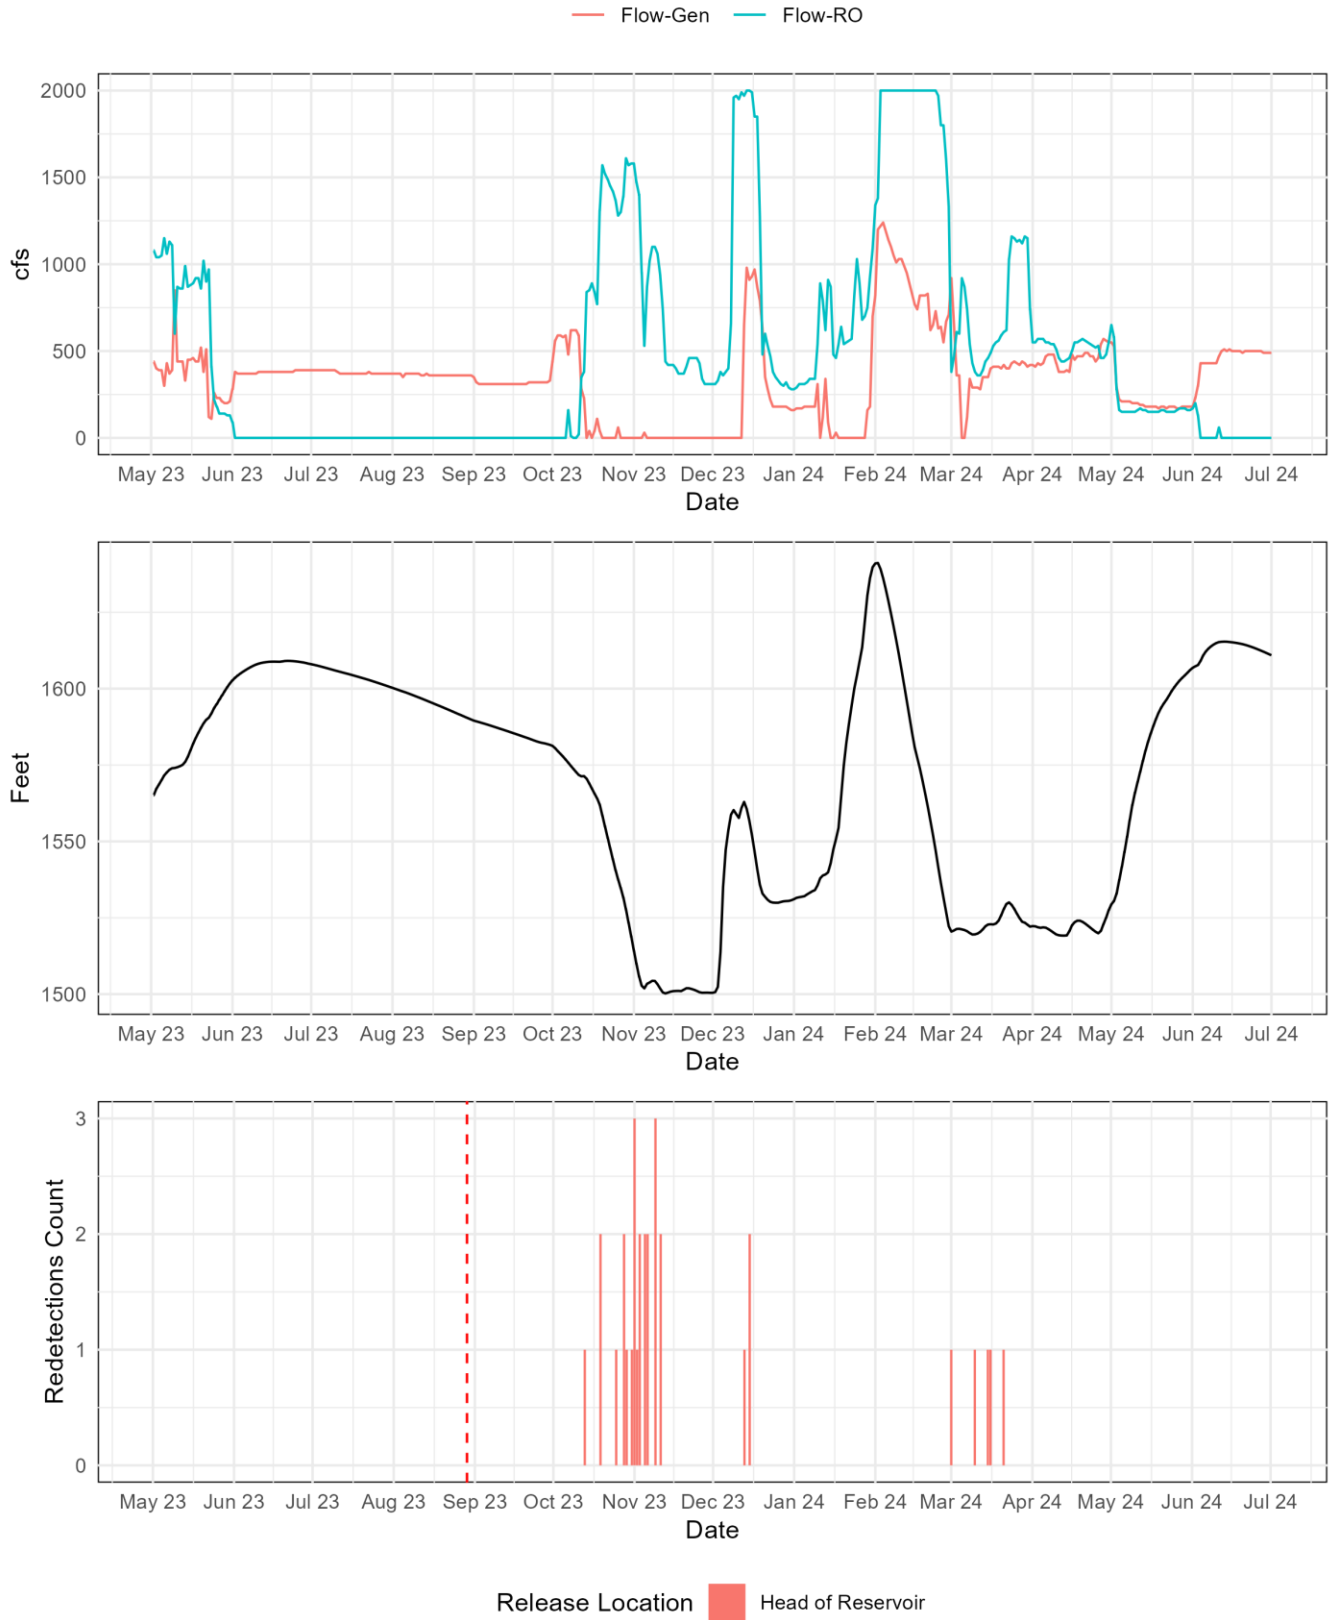 Flow-Gen Flow-RO
2000
1500
1000
500
0
cfs
May 23 Jun 23 Jul 23 Aug 23 Sep 23 Oct 23 Nov 23 Dec 23 Jan 24 Feb 24 Mar 24 Apr 24 May 24 Jun 24 Jul 24
Date
1600
1550
1500
Feet
May 23 Jun 23 Jul 23 Aug 23 Sep 23 Oct 23 Nov 23 Dec 23 Jan 24 Feb 24 Mar 24 Apr 24 May 24 Jun 24 Jul 24
Date
3
2
1
0
Redetections Count
May 23 Jun 23 Jul 23 Aug 23 Sep 23 Oct 23 Nov 23 Dec 23 Jan 24 Feb 24 Mar 24 Apr 24 May 24 Jun 24 Jul 24
Date
Release Location Head of Reservoir